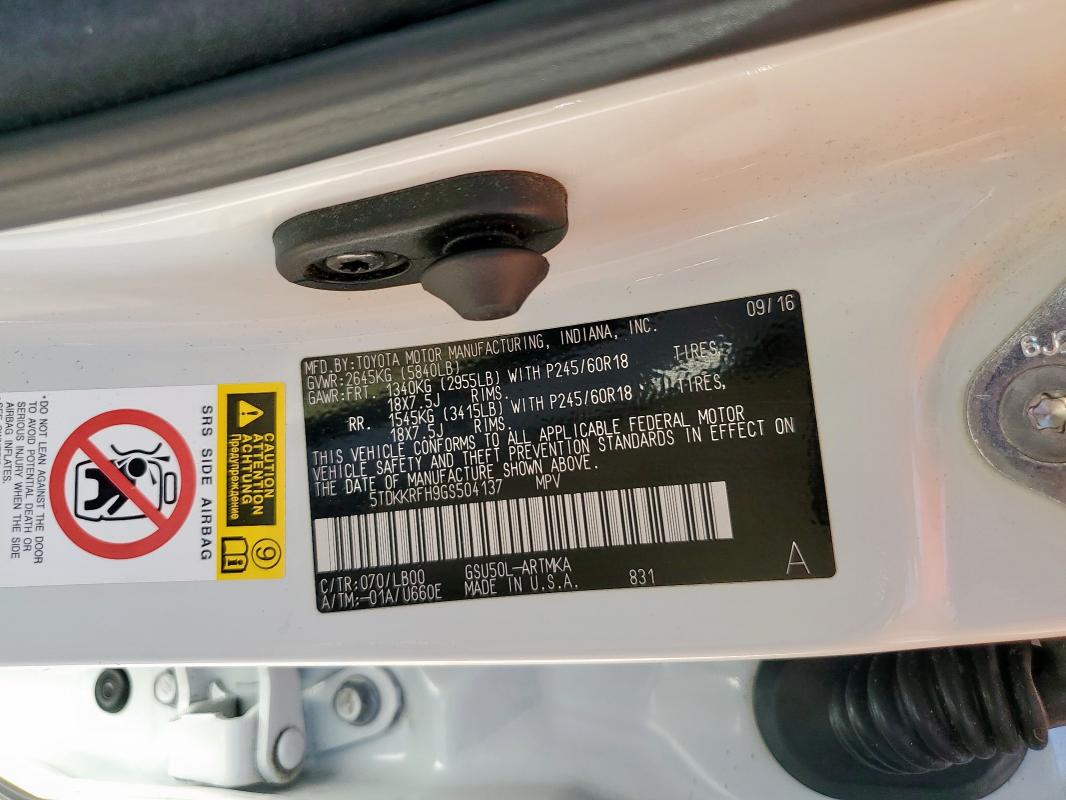 09/16
MFD.BY:TOYOTA MOTOR MANUFACTURING, INDIANA, INC.
GVWR:2645KG (5840LB)
GAWR:FRT. 1340KG (2955LB) WITH P245/60R18 TIRES,
18X7.5J RIMS.
RR. 1545KG (3415LB) WITH P245/60R18 TIRES,
18X7.5J RIMS.
THIS VEHICLE CONFORMS TO ALL APPLICABLE FEDERAL MOTOR
VEHICLE SAFETY AND THEFT PREVENTION STANDARDS IN EFFECT ON
THE DATE OF MANUFACTURE SHOWN ABOVE.
5TDKKRFH9GS504137 MPV
C/TR:070/LB00 GSU50L-ARTMKA
A/TM:-01A/U660E MADE IN U.S.A. 831
A
CAUTION
ATTENTION
ACHTUNG
Предупреждение
9
SRS SIDE AIRBAG
•DO NOT LEAN AGAINST THE DOOR
TO AVOID POTENTIAL DEATH OR
SERIOUS INJURY WHEN THE SIDE
AIRBAG INFLATES.